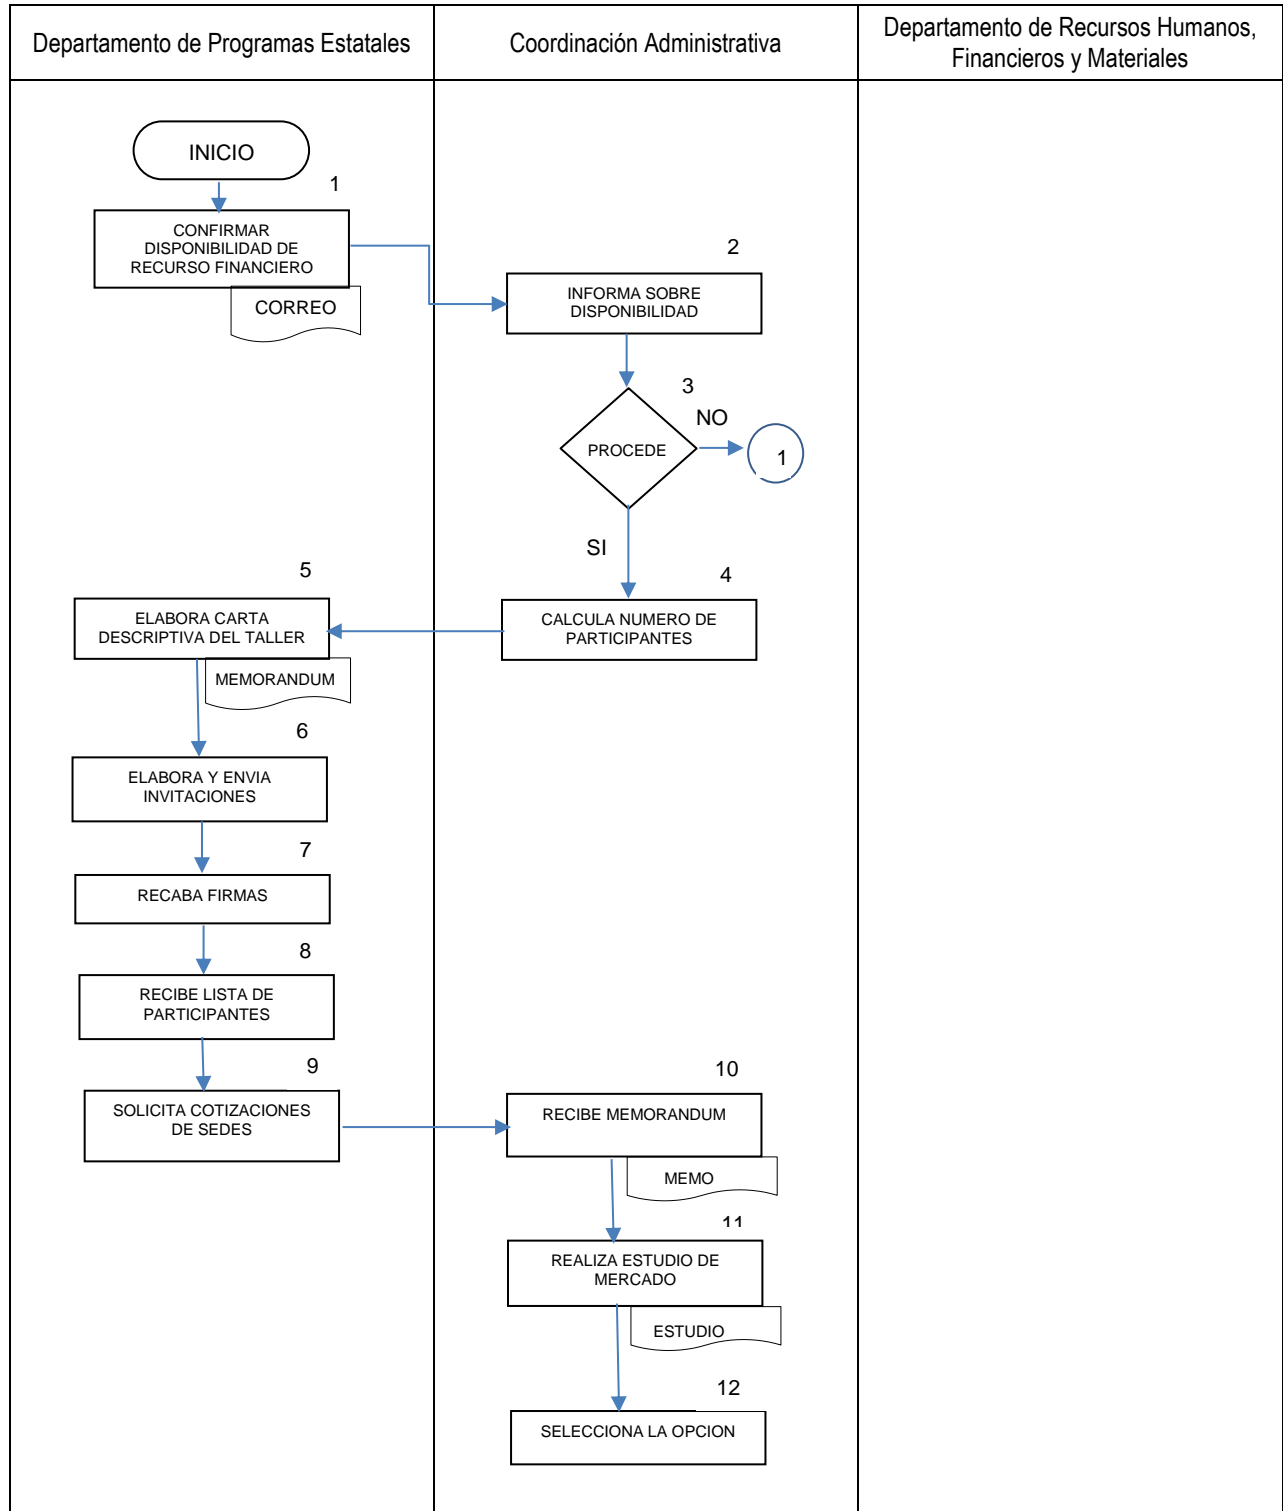 Departamento de Programas Estatales
Coordinación Administrativa
Departamento de Recursos Humanos,
Financieros y Materiales
INICIO
1
CONFIRMAR
DISPONIBILIDAD DE
RECURSO FINANCIERO
CORREO
2
INFORMA SOBRE
DISPONIBILIDAD
3
NO
PROCEDE
1
SI
4
CALCULA NUMERO DE
PARTICIPANTES
5
ELABORA CARTA
DESCRIPTIVA DEL TALLER
MEMORANDUM
6
ELABORA Y ENVIA
INVITACIONES
7
RECABA FIRMAS
8
RECIBE LISTA DE
PARTICIPANTES
9
SOLICITA COTIZACIONES
DE SEDES
10
RECIBE MEMORANDUM
MEMO
11
REALIZA ESTUDIO DE
MERCADO
ESTUDIO
12
SELECCIONA LA OPCION